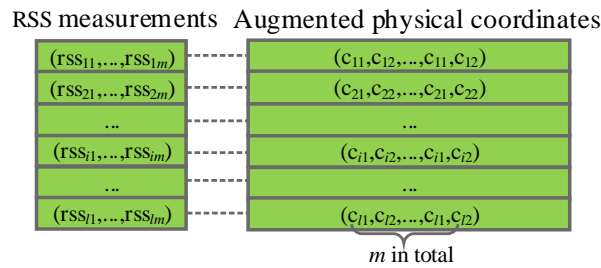 RSS measurements Augmented physical coordinates
(rss₁₁,...,rss₁ₘ) (c₁₁,c₁₂,...,c₁₁,c₁₂)
(rss₂₁,...,rss₂ₘ) (c₂₁,c₂₂,...,c₂₁,c₂₂)
... ...
(rssᵢ₁,...,rssᵢₘ) (cᵢ₁,cᵢ₂,...,cᵢ₁,cᵢ₂)
... ...
(rssₗ₁,...,rssₗₘ) (cₗ₁,cₗ₂,...,cₗ₁,cₗ₂)
m in total